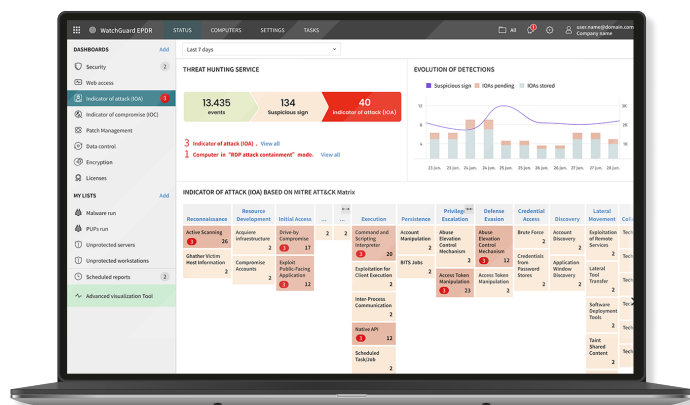 WatchGuard EPDR
STATUS
COMPUTERS
SETTINGS
TASKS
All
user.name@domain.com
Company name
DASHBOARDS
Add
Security
2
Web access
Indicator of attack (IOA)
Indicator of compromise (IOC)
Patch Management
Data control
Encryption
Licenses
MY LISTS
Add
Malware run
PUPs run
Unprotected servers
Unprotected workstations
Scheduled reports
2
Advanced visualization Tool
Last 7 days
THREAT HUNTING SERVICE
13.435
events
134
Suspicious sign
40
Indicator of attack (IOA)
3 Indicator of attack (IOA) . View all
1 Computer in "RDP attack containment" mode. View all
EVOLUTION OF DETECTIONS
Suspicious sign
IOAs pending
IOAs stored
INDICATOR OF ATTACK (IOA) BASED ON MITRE ATT&CK Matrix
Reconnaissance
Active Scanning
3 26
Ghather Victim
Host Information
2
Resource
Development
Acquiere
Infrastructure
2
Compromise
Accounts
2
Initial Access
Drive-by
Compromise
3 17
Exploit
Public-Facing
Application
3 12
...
2
...
2
Execution
Command and
Scripting
Interpreter
3 20
Exploitation for
Client Execution
2
Inter-Process
Communication
2
Native API
3 12
Scheduled
Task/Job
2
Persistence
Account
Manipulation
2
BITS Jobs
2
Privilege
Escalation
Abuse
Elevation
Control
Mechanism
2
Access Token
Manipulation
3 23
Defense
Evasion
Abuse
Elevation
Control
Mechanism
3 12
Access Token
Manipulation
2
Credential
Access
Brute Force
2
Credentials
from
Password
Stores
2
Discovery
Account
Discovery
2
Application
Window
Discovery
2
Lateral
Movement
Exploitation
of Remote
Services
2
Lateral
Tool
Transfer
2
Software
Deployment
Tools
2
Taint
Shared
Content
2